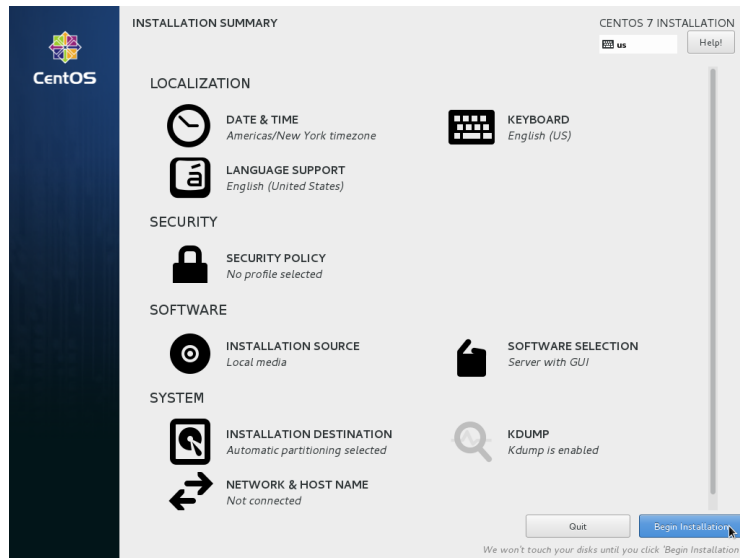 INSTALLATION SUMMARY
CENTOS 7 INSTALLATION
us
Help!
CentOS
LOCALIZATION
DATE & TIME
Americas/New York timezone
KEYBOARD
English (US)
LANGUAGE SUPPORT
English (United States)
SECURITY
SECURITY POLICY
No profile selected
SOFTWARE
INSTALLATION SOURCE
Local media
SOFTWARE SELECTION
Server with GUI
SYSTEM
INSTALLATION DESTINATION
Automatic partitioning selected
KDUMP
Kdump is enabled
NETWORK & HOST NAME
Not connected
Quit
Begin Installation
We won't touch your disks until you click 'Begin Installation